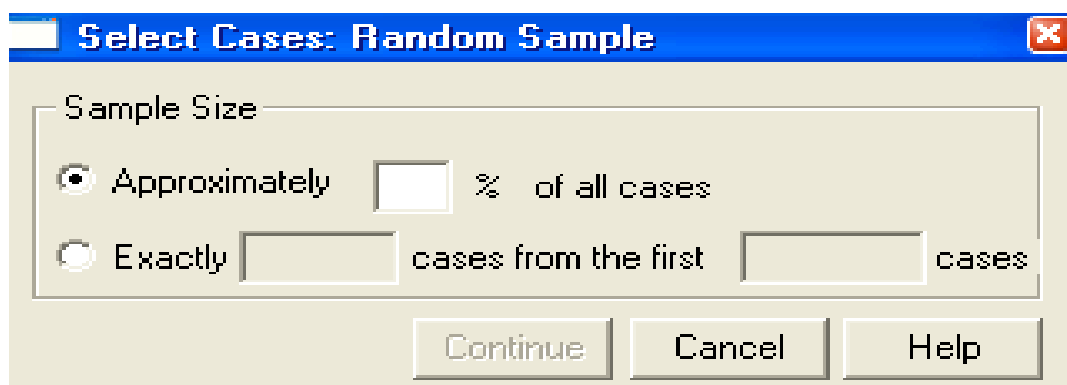 Select Cases: Random Sample
Sample Size
Approximately % of all cases
Exactly cases from the first cases
Continue Cancel Help